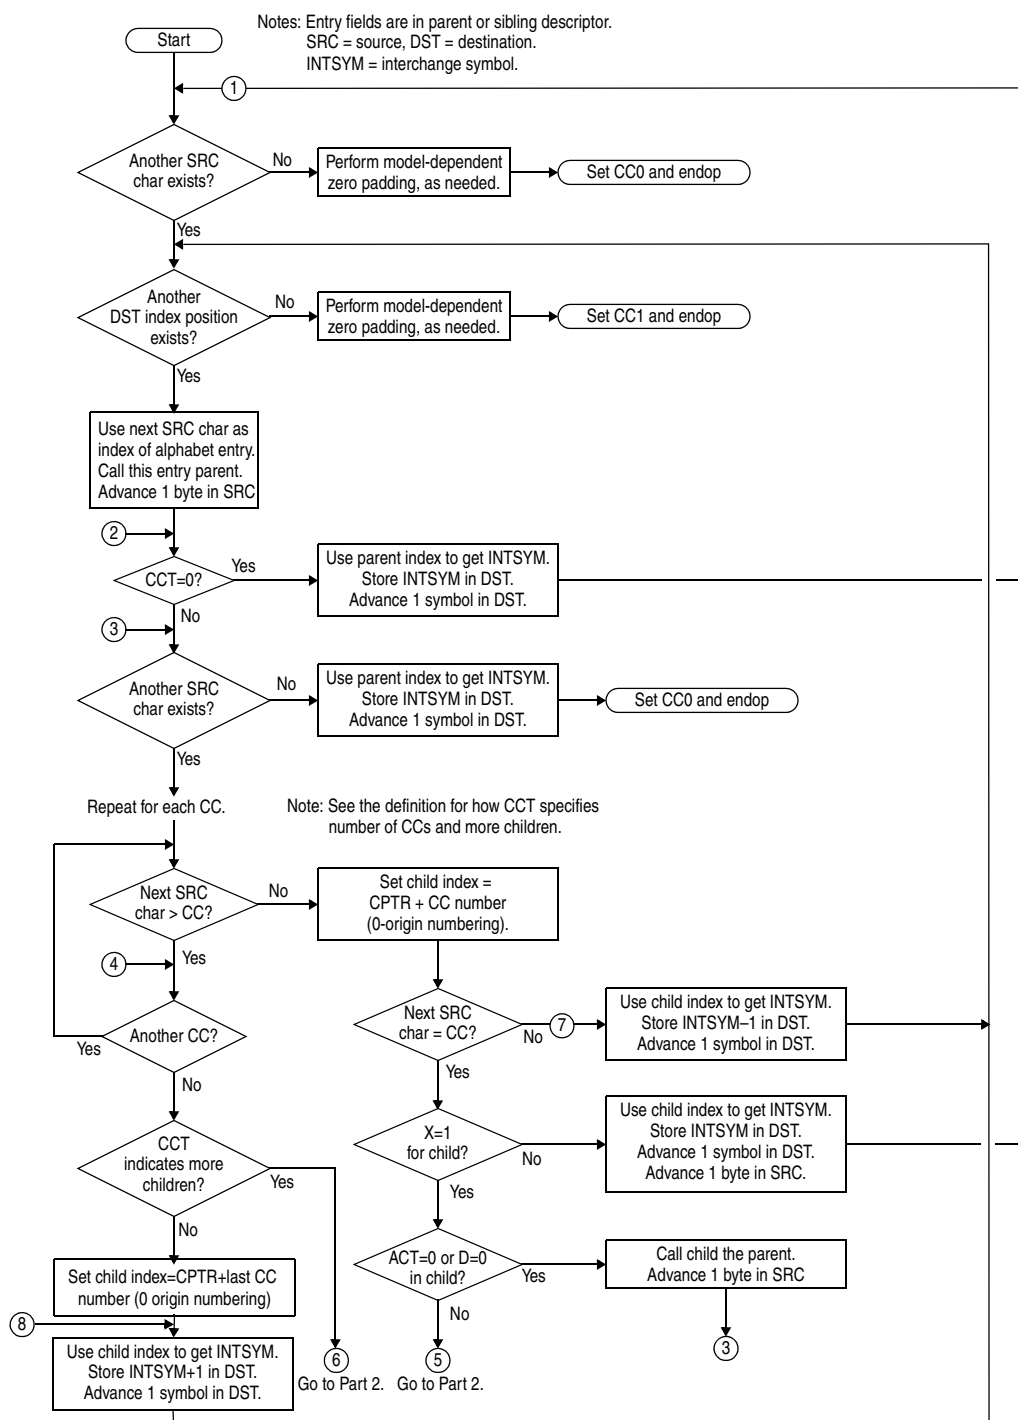 Notes: Entry fields are in parent or sibling descriptor.
SRC = source, DST = destination.
INTSYM = interchange symbol.
Start
1
Another SRC
char exists?
No
Perform model-dependent
zero padding, as needed.
Set CC0 and endop
Yes
Another
DST index position
exists?
No
Perform model-dependent
zero padding, as needed.
Set CC1 and endop
Yes
Use next SRC char as
index of alphabet entry.
Call this entry parent.
Advance 1 byte in SRC
2
CCT=0?
Yes
Use parent index to get INTSYM.
Store INTSYM in DST.
Advance 1 symbol in DST.
No
3
Another SRC
char exists?
No
Use parent index to get INTSYM.
Store INTSYM in DST.
Advance 1 symbol in DST.
Set CC0 and endop
Yes
Repeat for each CC.
Note: See the definition for how CCT specifies
number of CCs and more children.
Next SRC
char > CC?
No
Set child index =
CPTR + CC number
(0-origin numbering).
Yes
4
Another CC?
Yes
No
Next SRC
char = CC?
No
7
Use child index to get INTSYM.
Store INTSYM–1 in DST.
Advance 1 symbol in DST.
Yes
CCT
indicates more
children?
Yes
No
X=1
for child?
No
Use child index to get INTSYM.
Store INTSYM in DST.
Advance 1 symbol in DST.
Advance 1 byte in SRC.
Yes
Set child index=CPTR+last CC
number (0 origin numbering)
ACT=0 or D=0
in child?
Yes
Call child the parent.
Advance 1 byte in SRC
No
8
Use child index to get INTSYM.
Store INTSYM+1 in DST.
Advance 1 symbol in DST.
6
Go to Part 2.
5
Go to Part 2.
3